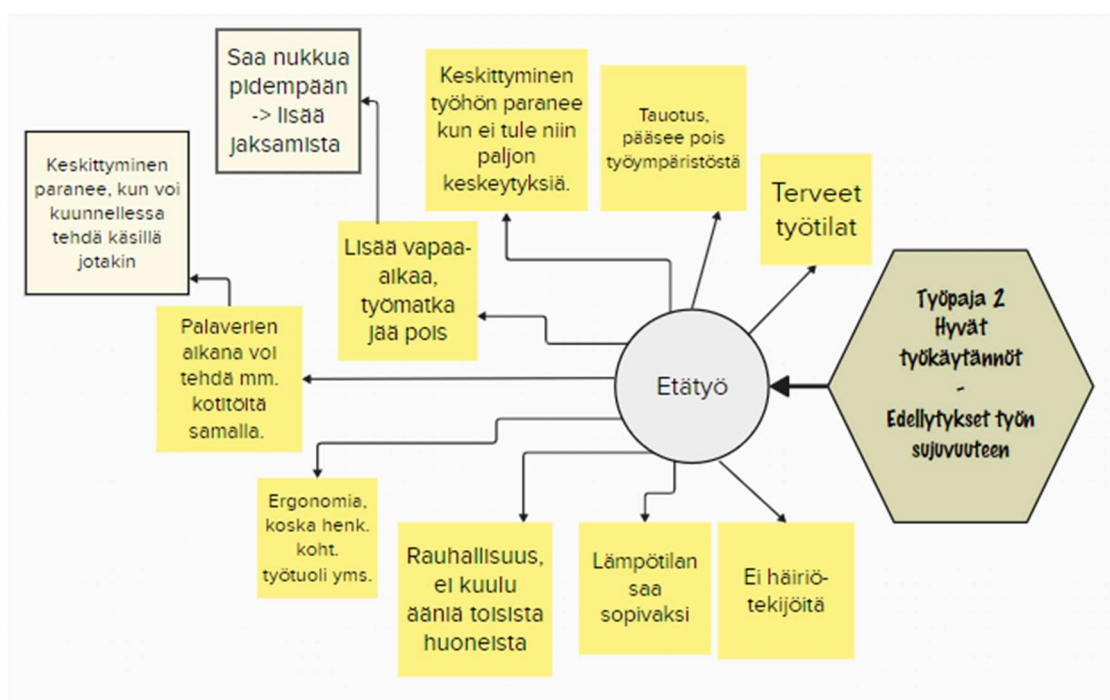 Saa nukkua
pidempään
-> lisää
jaksamista
Keskittyminen
työhön paranee
kun ei tule niin
paljon
keskeytyksiä.
Tauotus,
pääsee pois
työympäristöstä
Terveet
työtilat
Keskittyminen
paranee, kun voi
kuunnellessa
tehdä käsillä
jotakin
Lisää vapaa-
aikaa,
työmatka
jää pois
Palaverien
aikana voi
tehdä mm.
kotitöitä
samalla.
Etätyö
Työpaja 2
Hyvät
työkäytännöt
-
Edellytykset työn
sujuvuuteen
Ergonomia,
koska henk.
koht.
työtuoli yms.
Rauhallisuus,
ei kuulu
ääniä toisista
huoneista
Lämpötilan
saa
sopivaksi
Ei häiriö-
tekijöitä